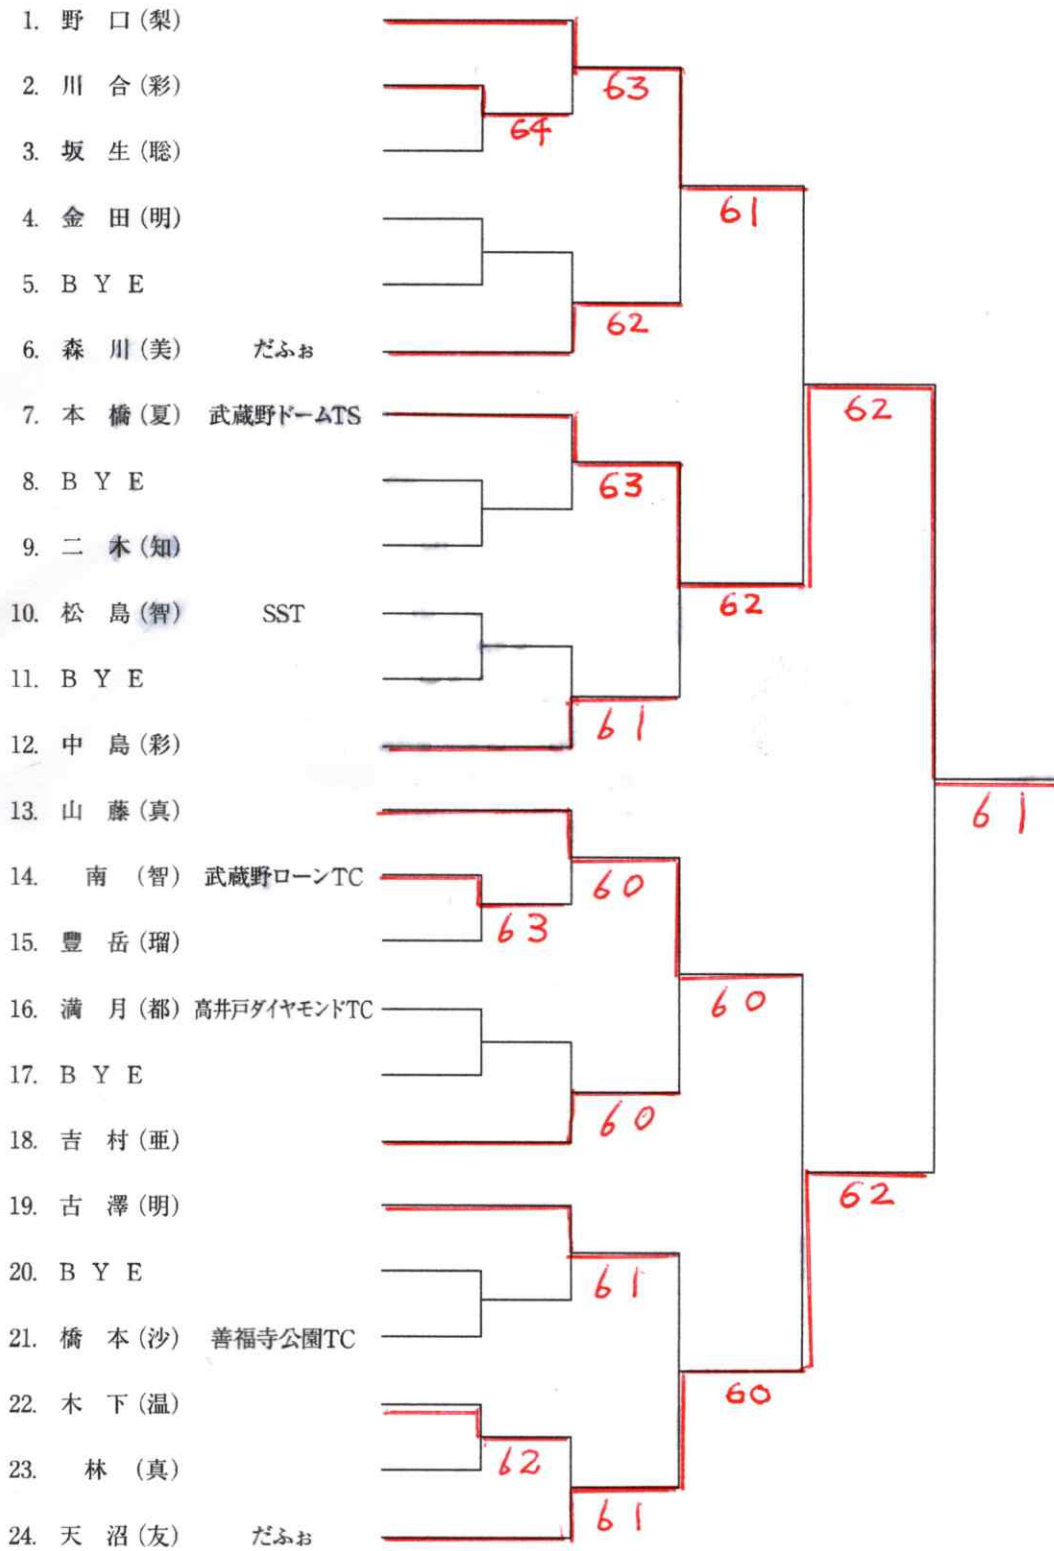 1. 野 口 (梨)
63
2. 川 合 (彩)
64
3. 坂 生 (聡)
61
4. 金 田 (明)
5. B Y E
62
6. 森 川 (美) だふぉ
62
7. 本 橋 (夏) 武蔵野ドームTS
63
8. B Y E
9. 二 木 (知)
62
10. 松 島 (智) SST
11. B Y E
61
12. 中 島 (彩)
61
13. 山 藤 (真)
14. 南 (智) 武蔵野ローンTC
60
63
15. 豊 岳 (瑠)
60
16. 満 月 (都) 高井戸ダイヤモンドTC
17. B Y E
60
18. 吉 村 (亜)
62
19. 古 澤 (明)
20. B Y E
61
21. 橋 本 (沙) 善福寺公園TC
60
22. 木 下 (温)
62
23. 林 (真)
61
24. 天 沼 (友) だふぉ